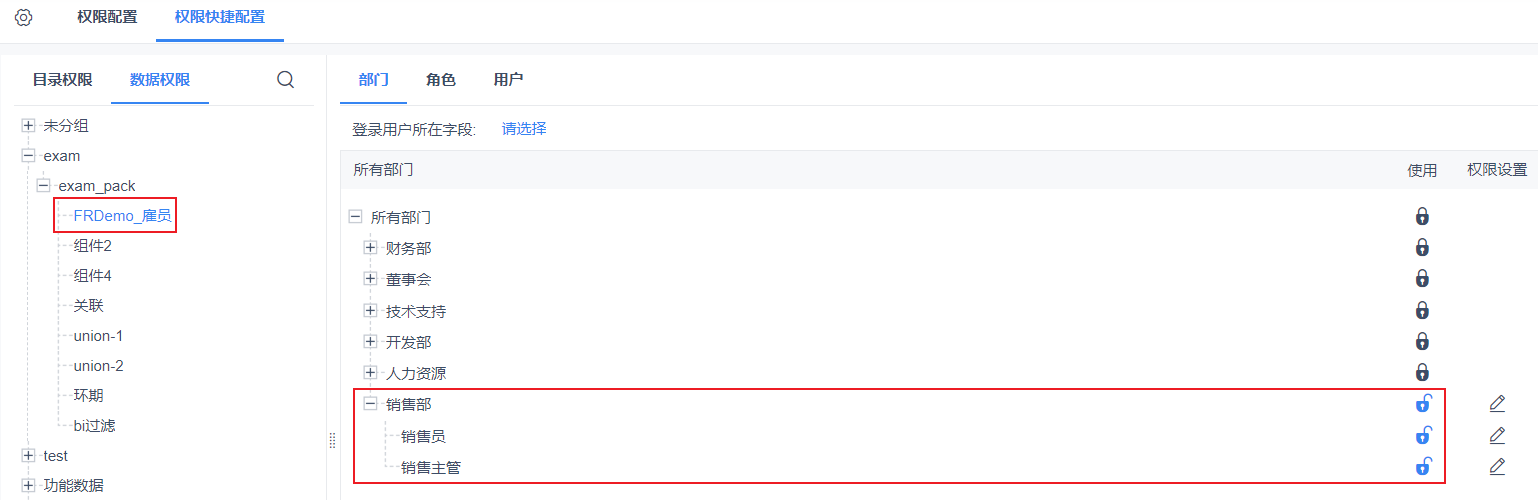 权限配置 权限快捷配置
目录权限 数据权限
未分组
exam
exam_pack
FRDemo_雇员
组件2
组件4
关联
union-1
union-2
环期
bi过滤
test
功能数据
部门 角色 用户
登录用户所在字段: 请选择
所有部门 使用 权限设置
所有部门
财务部
董事会
技术支持
开发部
人力资源
销售部
销售员
销售主管